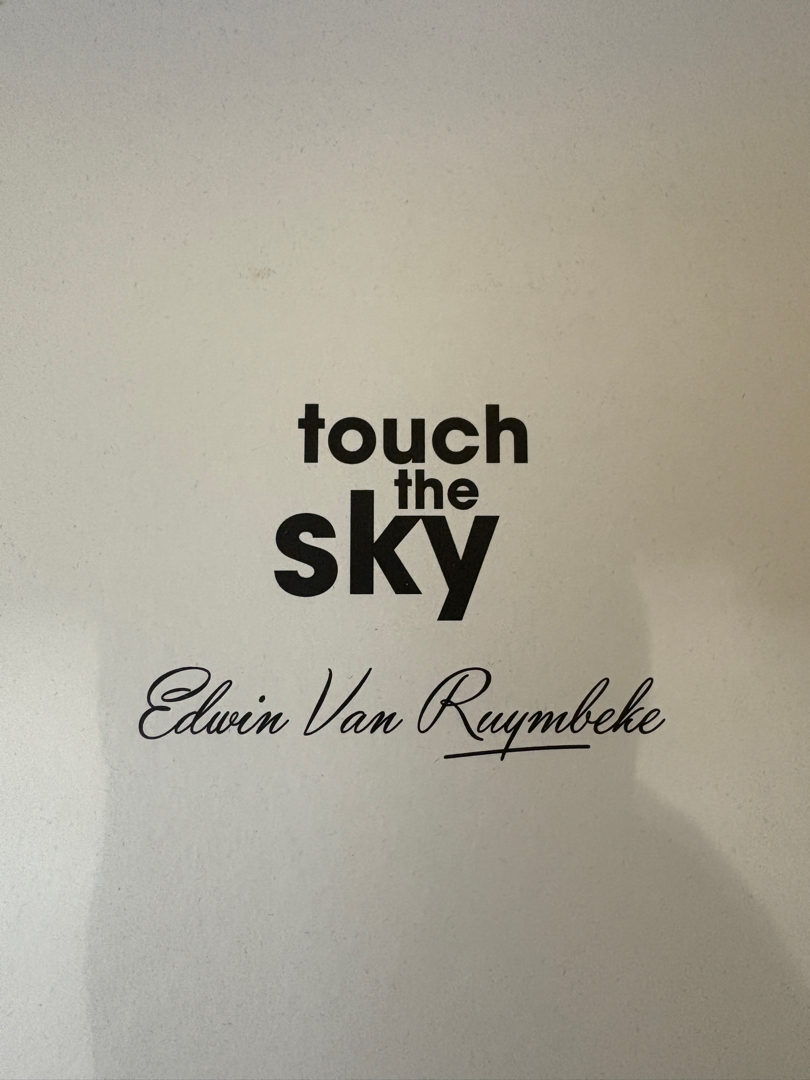 touch
the
sky
Edwin Van Ruymbeke